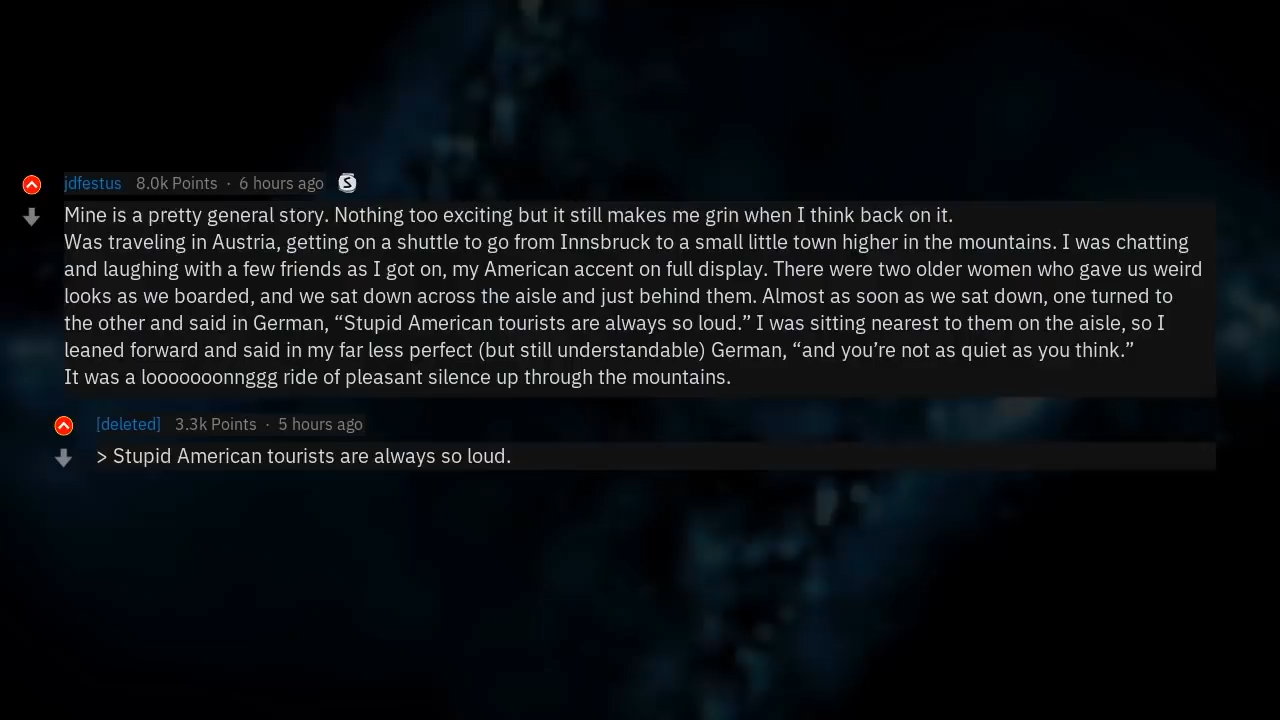 jdfestus 8.0k Points · 6 hours ago
Mine is a pretty general story. Nothing too exciting but it still makes me grin when I think back on it.
Was traveling in Austria, getting on a shuttle to go from Innsbruck to a small little town higher in the mountains. I was chatting
and laughing with a few friends as I got on, my American accent on full display. There were two older women who gave us weird
looks as we boarded, and we sat down across the aisle and just behind them. Almost as soon as we sat down, one turned to
the other and said in German, “Stupid American tourists are always so loud.” I was sitting nearest to them on the aisle, so I
leaned forward and said in my far less perfect (but still understandable) German, “and you’re not as quiet as you think.”
It was a looooooonnggg ride of pleasant silence up through the mountains.
[deleted] 3.3k Points · 5 hours ago
> Stupid American tourists are always so loud.